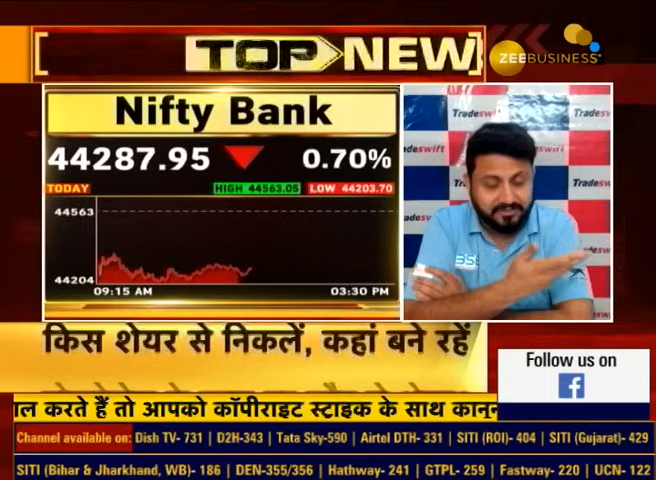 TOP NEW
ZEE BUSINESS
Nifty Bank
44287.95 0.70%
TODAY HIGH 44563.05 LOW 44203.70
44563
44204
09:15 AM 03:30 PM
Tradeswift
Tradeswift
Tradeswift
किस शेयर से निकलें, कहां बने रहें
Follow us on
ाल करते हैं तो आपको कॉपीराइट स्ट्राइक के साथ कानून
Channel available on: Dish TV- 731 | D2H-343 | Tata Sky-590 | Airtel DTH- 331 | SITI (ROI)- 404 | SITI (Gujarat)- 429
SITI (Bihar & Jharkhand, WB)- 186 | DEN-355/356 | Hathway- 241 | GTPL- 259 | Fastway- 220 | UCN- 122